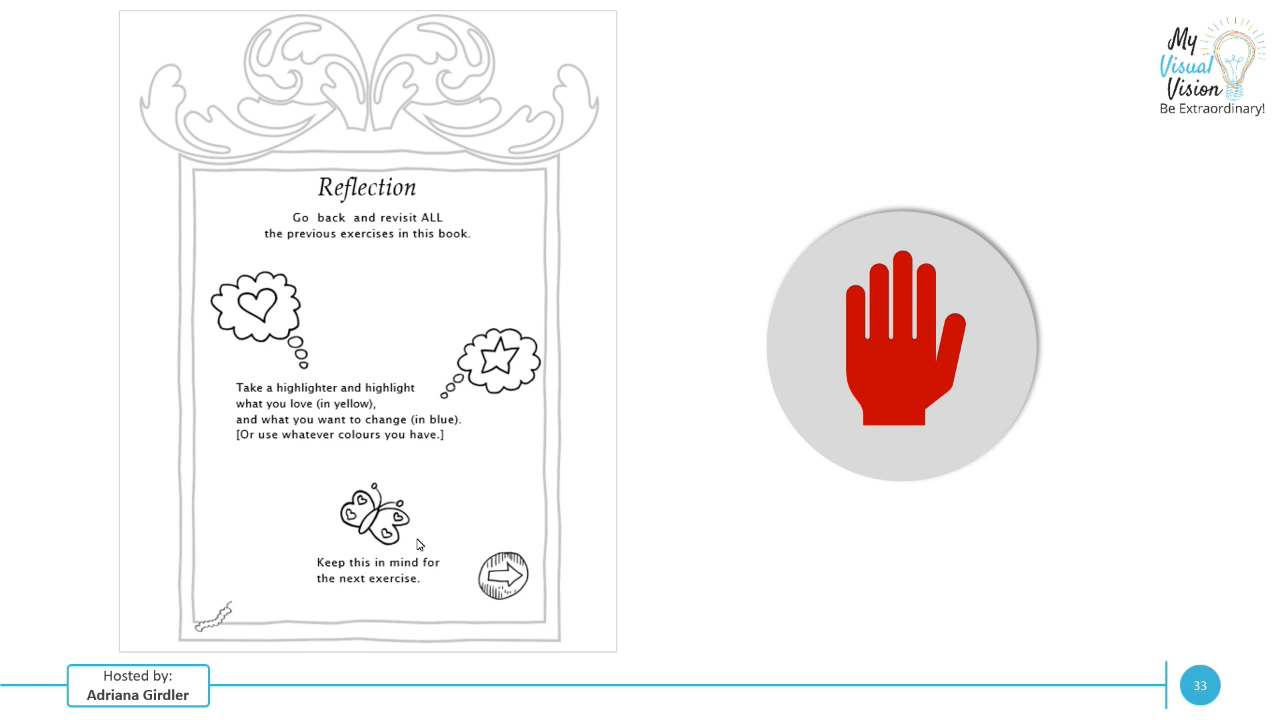 My
Visual
Vision
Be Extraordinary!
Reflection
Go back and revisit ALL
the previous exercises in this book.
Take a highlighter and highlight
what you love (in yellow),
and what you want to change (in blue).
[Or use whatever colours you have.]
Keep this in mind for
the next exercise.
Hosted by:
Adriana Girdler
33